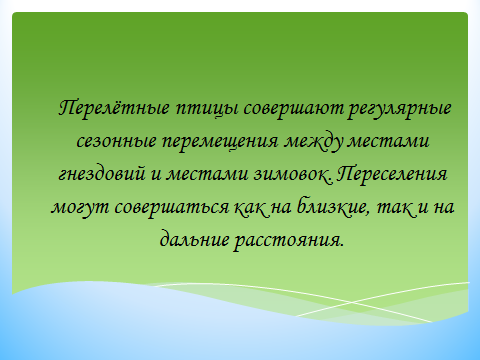 Перелётные птицы совершают регулярные
сезонные перемещения между местами
гнездовий и местами зимовок. Переселения
могут совершаться как на близкие, так и на
дальние расстояния.